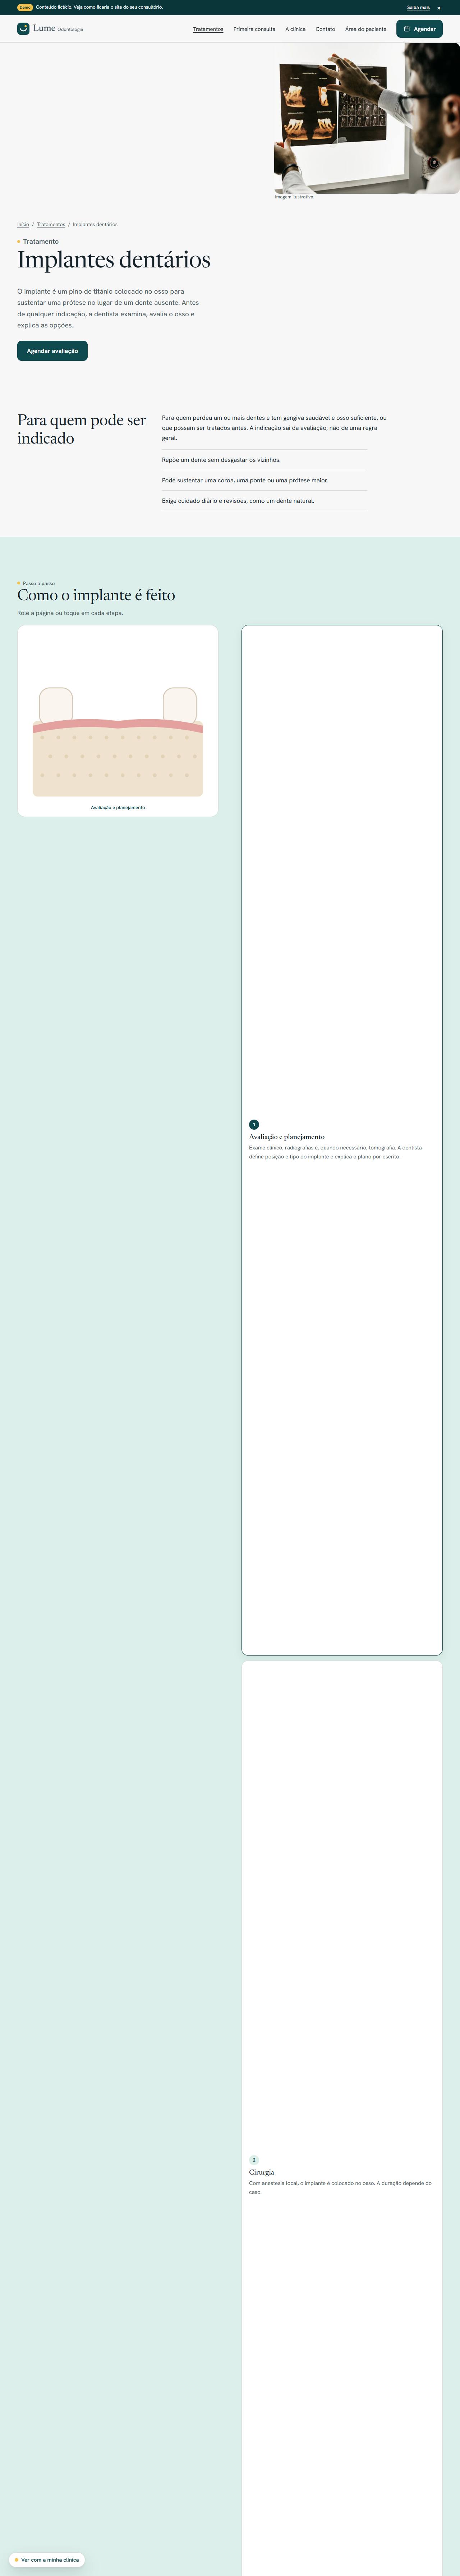 Demo Conteúdo fictício. Veja como ficaria o site do seu consultório. Saiba mais ×
Lume Odontologia Tratamentos Primeira consulta A clínica Contato Área do paciente Agendar
Imagem ilustrativa.
Início / Tratamentos / Implantes dentários
Tratamento
Implantes dentários
O implante é um pino de titânio colocado no osso para
sustentar uma prótese no lugar de um dente ausente. Antes
de qualquer indicação, a dentista examina, avalia o osso e
explica as opções.
Agendar avaliação
Para quem pode ser
indicado
Para quem perdeu um ou mais dentes e tem gengiva saudável e osso suficiente, ou
que possam ser tratados antes. A indicação sai da avaliação, não de uma regra
geral.
Repõe um dente sem desgastar os vizinhos.
Pode sustentar uma coroa, uma ponte ou uma prótese maior.
Exige cuidado diário e revisões, como um dente natural.
Passo a passo
Como o implante é feito
Role a página ou toque em cada etapa.
Avaliação e planejamento
1
Avaliação e planejamento
Exame clínico, radiografias e, quando necessário, tomografia. A dentista
define posição e tipo do implante e explica o plano por escrito.
2
Cirurgia
Com anestesia local, o implante é colocado no osso. A duração depende do
caso.
Ver com a minha clínica